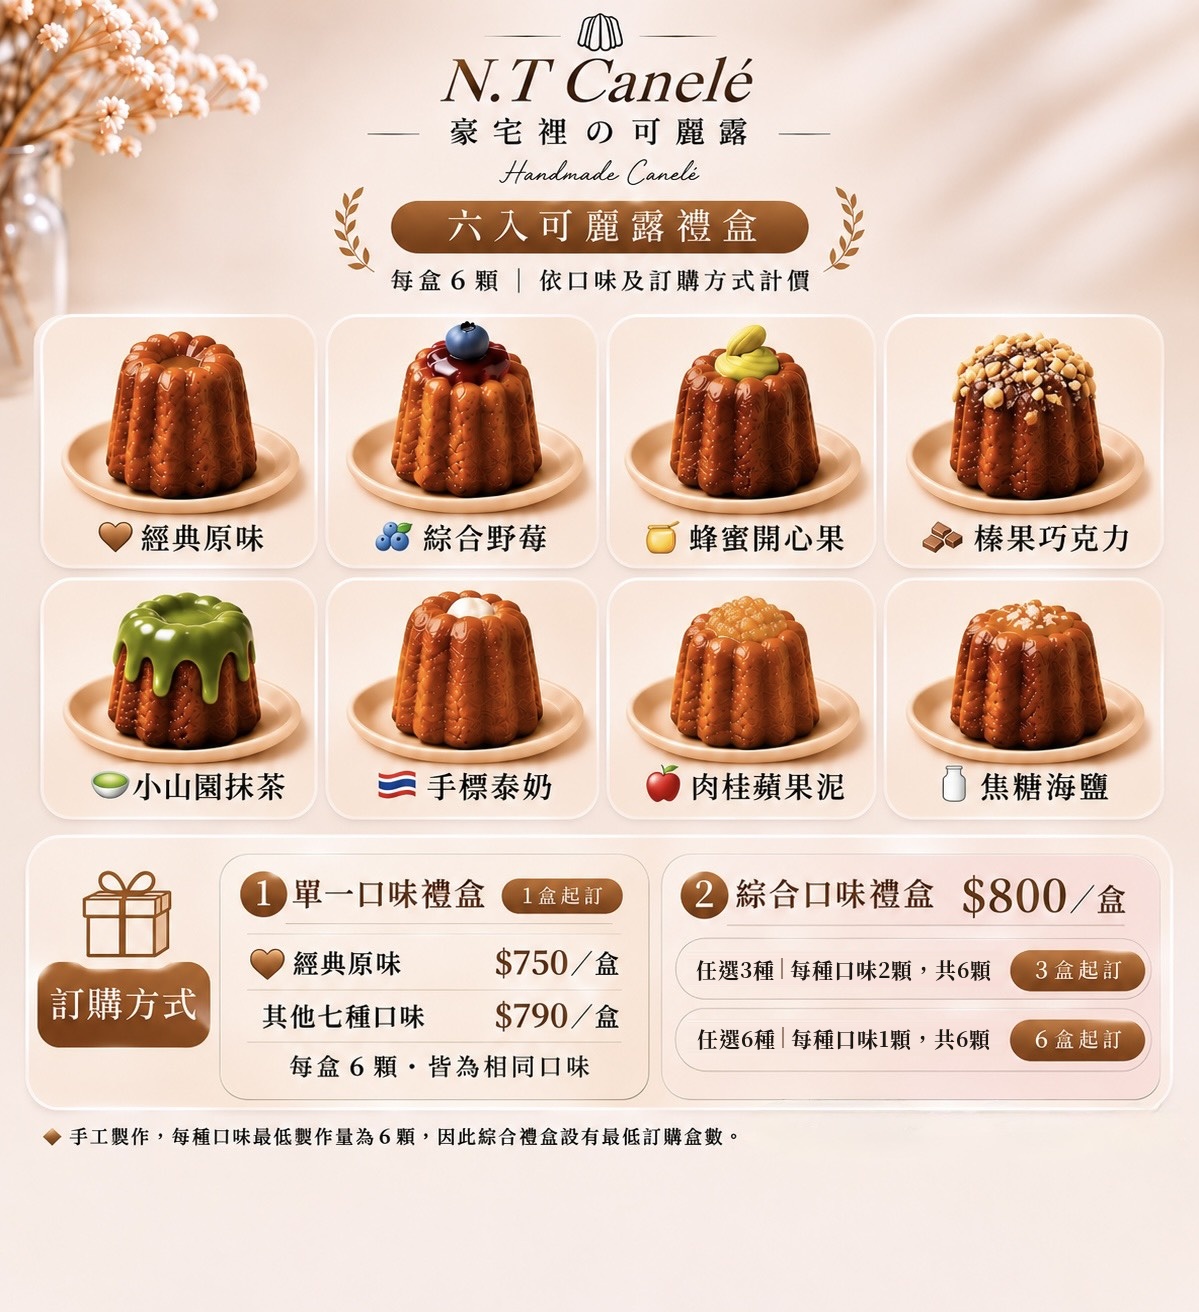 N.T Canelé
豪宅裡の可麗露
Handmade Canelé
六入可麗露禮盒
每盒6顆｜依口味及訂購方式計價
經典原味
綜合野莓
蜂蜜開心果
榛果巧克力
小山園抹茶
手標泰奶
肉桂蘋果泥
焦糖海鹽
訂購方式
1 單一口味禮盒 1盒起訂
經典原味 $750／盒
其他七種口味 $790／盒
每盒6顆・皆為相同口味
2 綜合口味禮盒 $800／盒
任選3種｜每種口味2顆，共6顆 3盒起訂
任選6種｜每種口味1顆，共6顆 6盒起訂
◆ 手工製作，每種口味最低製作量為6顆，因此綜合禮盒設有最低訂購盒數。